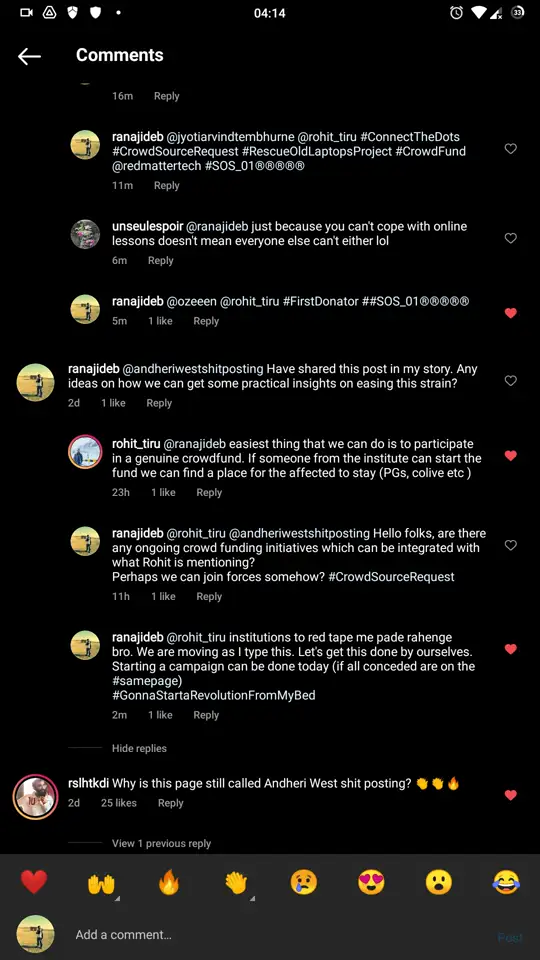 04:14
33
Comments
16m Reply
ranajideb @jyotiarvindtembhurne @rohit_tiru #ConnectTheDots
#CrowdSourceRequest #RescueOldLaptopsProject #CrowdFund
@redmattertech #SOS_01®®®®®
11m Reply
unseulespoir @ranajideb just because you can't cope with online
lessons doesn't mean everyone else can't either lol
6m Reply
ranajideb @ozeeen @rohit_tiru #FirstDonator ##SOS_01®®®®®
5m 1 like Reply
ranajideb @andheriwestshitposting Have shared this post in my story. Any
ideas on how we can get some practical insights on easing this strain?
2d 1 like Reply
rohit_tiru @ranajideb easiest thing that we can do is to participate
in a genuine crowdfund. If someone from the institute can start the
fund we can find a place for the affected to stay (PGs, colive etc )
23h 1 like Reply
ranajideb @rohit_tiru @andheriwestshitposting Hello folks, are there
any ongoing crowd funding initiatives which can be integrated with
what Rohit is mentioning?
Perhaps we can join forces somehow? #CrowdSourceRequest
11h 1 like Reply
ranajideb @rohit_tiru institutions to red tape me pade rahenge
bro. We are moving as I type this. Let's get this done by ourselves.
Starting a campaign can be done today (if all conceded are on the
#samepage)
#GonnaStartaRevolutionFromMyBed
2m 1 like Reply
Hide replies
rslhtkdi Why is this page still called Andheri West shit posting? 👏👏🔥
2d 25 likes Reply
View 1 previous reply
Add a comment... Post